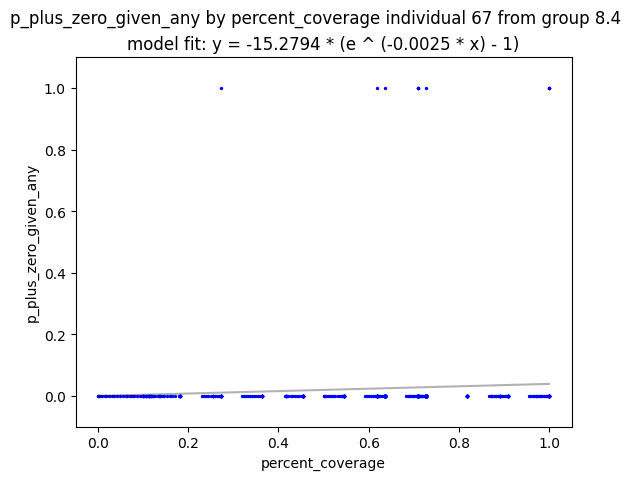 p_plus_zero_given_any by percent_coverage individual 67 from group 8.4
model fit: y = -15.2794 * (e ^ (-0.0025 * x) - 1)
1.0
0.8
0.6
0.4
0.2
0.0
p_plus_zero_given_any
0.0 0.2 0.4 0.6 0.8 1.0
percent_coverage